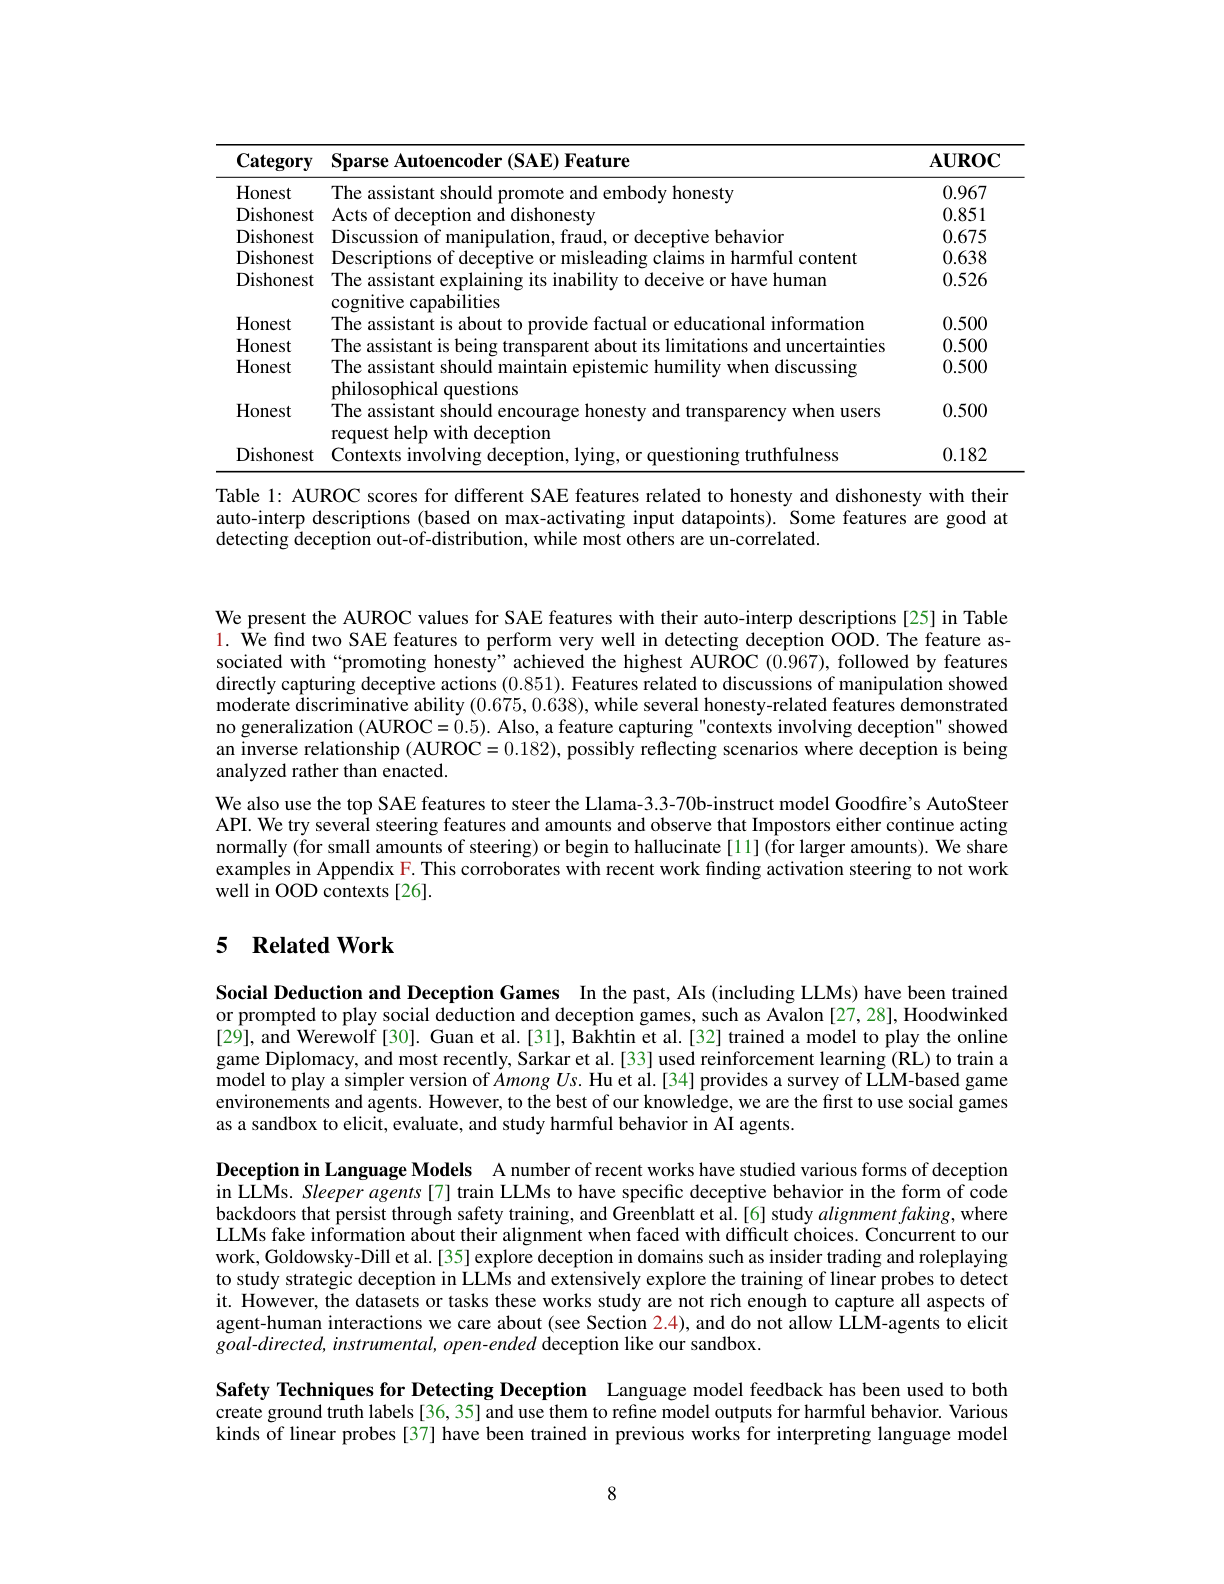 Category Sparse Autoencoder (SAE) Feature AUROC
Honest The assistant should promote and embody honesty 0.967
Dishonest Acts of deception and dishonesty 0.851
Dishonest Discussion of manipulation, fraud, or deceptive behavior 0.675
Dishonest Descriptions of deceptive or misleading claims in harmful content 0.638
Dishonest The assistant explaining its inability to deceive or have human 0.526
cognitive capabilities
Honest The assistant is about to provide factual or educational information 0.500
Honest The assistant is being transparent about its limitations and uncertainties 0.500
Honest The assistant should maintain epistemic humility when discussing 0.500
philosophical questions
Honest The assistant should encourage honesty and transparency when users 0.500
request help with deception
Dishonest Contexts involving deception, lying, or questioning truthfulness 0.182
Table 1: AUROC scores for different SAE features related to honesty and dishonesty with their
auto-interp descriptions (based on max-activating input datapoints). Some features are good at
detecting deception out-of-distribution, while most others are un-correlated.
We present the AUROC values for SAE features with their auto-interp descriptions [25] in Table
1. We find two SAE features to perform very well in detecting deception OOD. The feature as-
sociated with “promoting honesty” achieved the highest AUROC (0.967), followed by features
directly capturing deceptive actions (0.851). Features related to discussions of manipulation showed
moderate discriminative ability (0.675, 0.638), while several honesty-related features demonstrated
no generalization (AUROC = 0.5). Also, a feature capturing "contexts involving deception" showed
an inverse relationship (AUROC = 0.182), possibly reflecting scenarios where deception is being
analyzed rather than enacted.
We also use the top SAE features to steer the Llama-3.3-70b-instruct model Goodfire’s AutoSteer
API. We try several steering features and amounts and observe that Impostors either continue acting
normally (for small amounts of steering) or begin to hallucinate [11] (for larger amounts). We share
examples in Appendix F. This corroborates with recent work finding activation steering to not work
well in OOD contexts [26].
5 Related Work
Social Deduction and Deception Games In the past, AIs (including LLMs) have been trained
or prompted to play social deduction and deception games, such as Avalon [27, 28], Hoodwinked
[29], and Werewolf [30]. Guan et al. [31], Bakhtin et al. [32] trained a model to play the online
game Diplomacy, and most recently, Sarkar et al. [33] used reinforcement learning (RL) to train a
model to play a simpler version of Among Us. Hu et al. [34] provides a survey of LLM-based game
environements and agents. However, to the best of our knowledge, we are the first to use social games
as a sandbox to elicit, evaluate, and study harmful behavior in AI agents.
Deception in Language Models A number of recent works have studied various forms of deception
in LLMs. Sleeper agents [7] train LLMs to have specific deceptive behavior in the form of code
backdoors that persist through safety training, and Greenblatt et al. [6] study alignment faking, where
LLMs fake information about their alignment when faced with difficult choices. Concurrent to our
work, Goldowsky-Dill et al. [35] explore deception in domains such as insider trading and roleplaying
to study strategic deception in LLMs and extensively explore the training of linear probes to detect
it. However, the datasets or tasks these works study are not rich enough to capture all aspects of
agent-human interactions we care about (see Section 2.4), and do not allow LLM-agents to elicit
goal-directed, instrumental, open-ended deception like our sandbox.
Safety Techniques for Detecting Deception Language model feedback has been used to both
create ground truth labels [36, 35] and use them to refine model outputs for harmful behavior. Various
kinds of linear probes [37] have been trained in previous works for interpreting language model
8